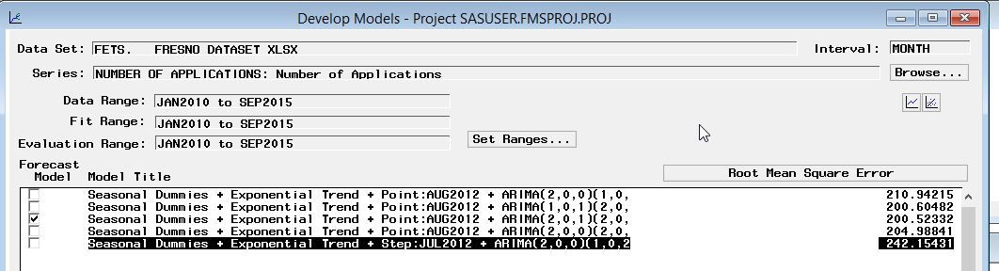 Develop Models - Project SASUSER.FMSPROJ.PROJ
Data Set: FETS. FRESNO DATASET XLSX Interval: MONTH
Series: NUMBER OF APPLICATIONS: Number of Applications Browse...
Data Range: JAN2010 to SEP2015
Fit Range: JAN2010 to SEP2015
Evaluation Range: JAN2010 to SEP2015 Set Ranges...
Forecast
Model Model Title Root Mean Square Error
Seasonal Dummies + Exponential Trend + Point:AUG2012 + ARIMA(2,0,0)(1,0, 210.94215
Seasonal Dummies + Exponential Trend + Point:AUG2012 + ARIMA(1,0,1)(2,0, 200.60482
Seasonal Dummies + Exponential Trend + Point:AUG2012 + ARIMA(2,0,1)(2,0, 200.52332
Seasonal Dummies + Exponential Trend + Point:AUG2012 + ARIMA(2,0,0)(2,0, 204.98841
Seasonal Dummies + Exponential Trend + Step:JUL2012 + ARIMA(2,0,0)(1,0,2 242.15431